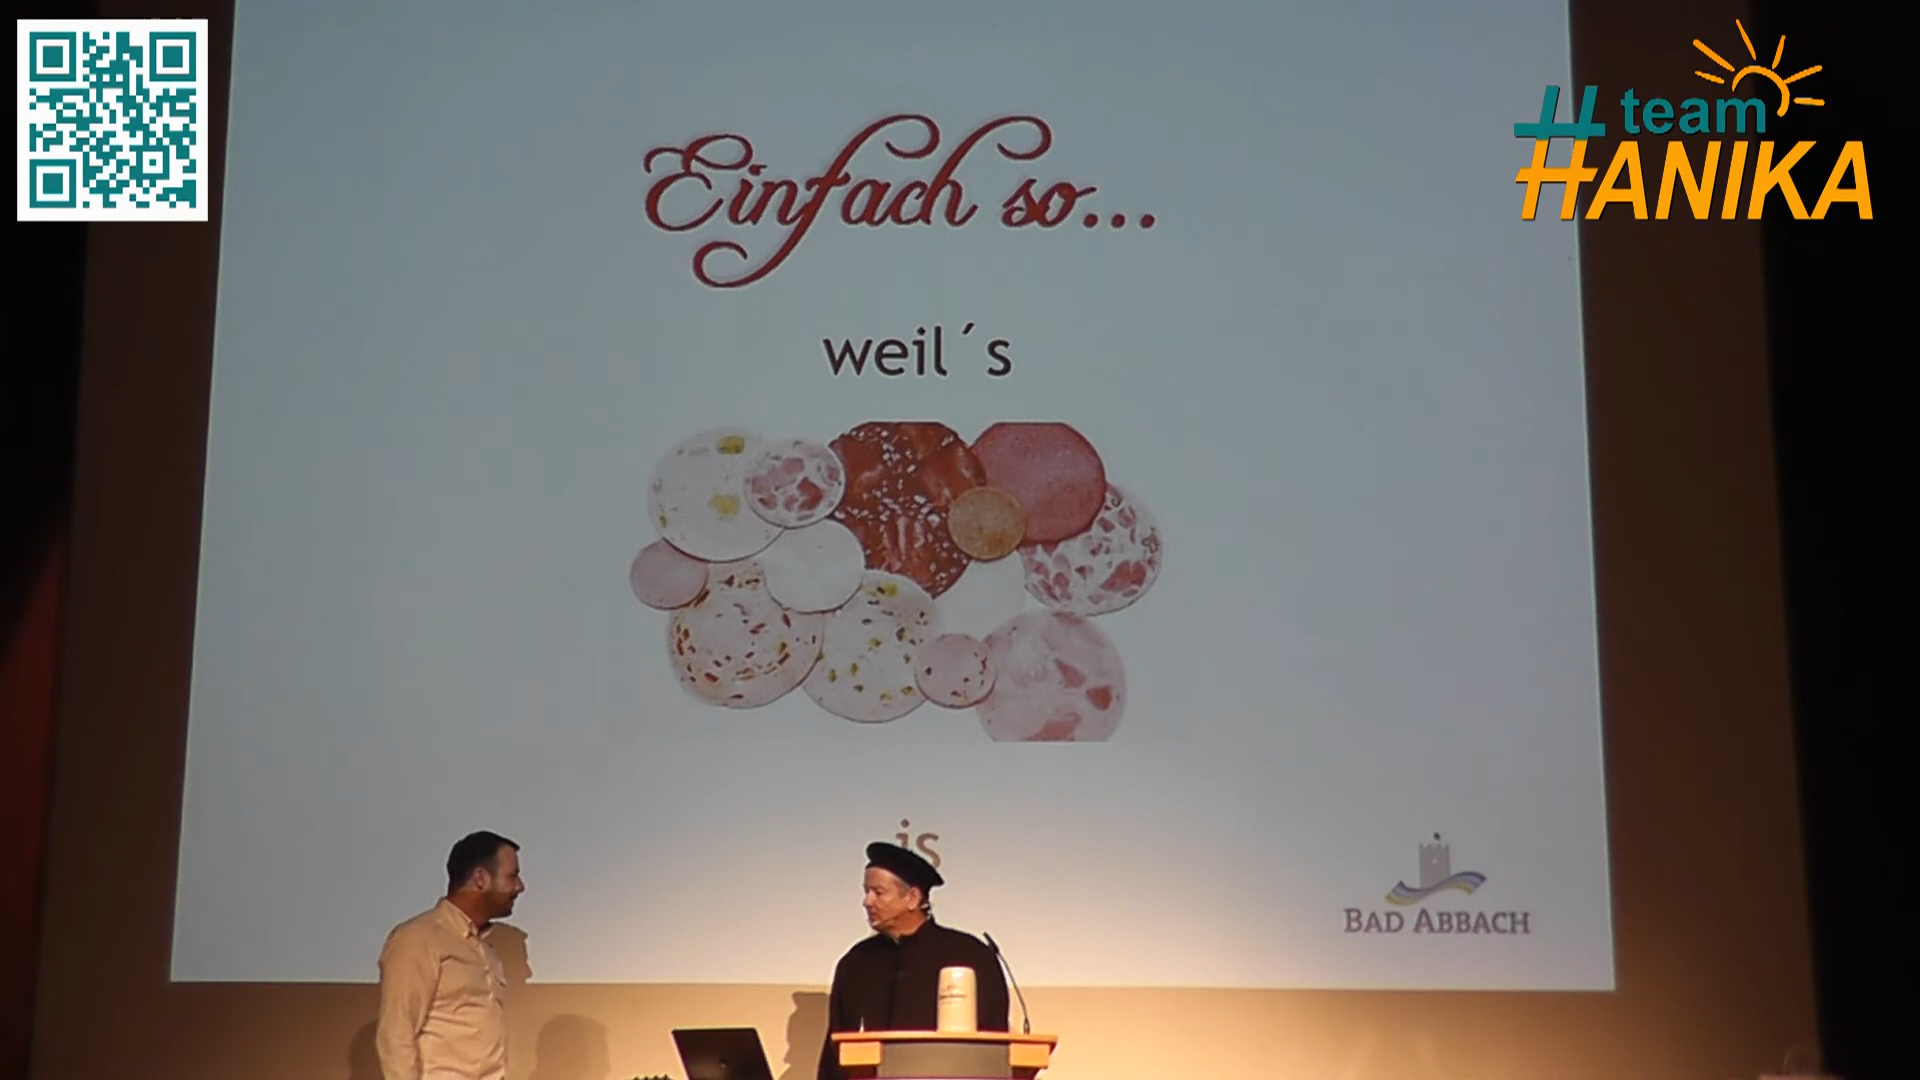 #team
HANIKA
Einfach so...
weil´s
is
BAD ABBACH